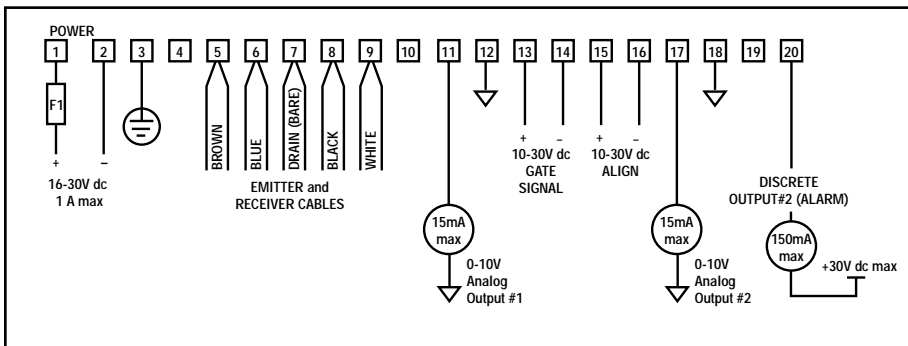 POWER
1 2 3 4 5 6 7 8 9 10 11 12 13 14 15 16 17 18 19 20
F1
+ –
16-30V dc
1 A max
BROWN
BLUE
DRAIN (BARE)
BLACK
WHITE
EMITTER and
RECEIVER CABLES
15mA
max
0-10V
Analog
Output #1
+ –
10-30V dc
GATE
SIGNAL
+ –
10-30V dc
ALIGN
15mA
max
0-10V
Analog
Output #2
DISCRETE
OUTPUT#2 (ALARM)
150mA
max
+30V dc max